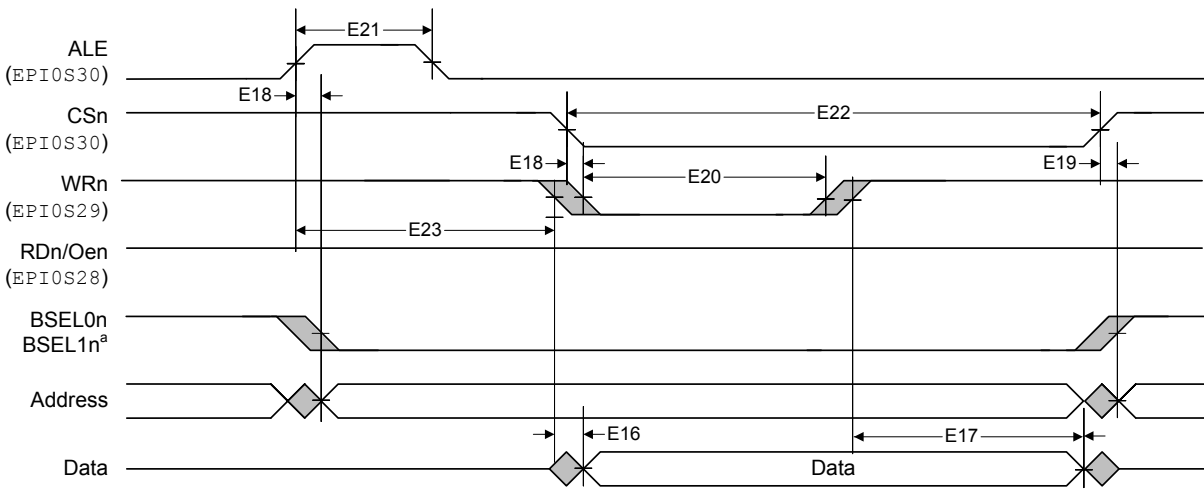 E21
ALE
(EPI0S30)
E18
CSn
E22
(EPI0S30)
E18
E19
WRn
E20
(EPI0S29)
E23
RDn/Oen
(EPI0S28)
BSEL0n
BSEL1nᵃ
Address
E16
E17
Data
Data